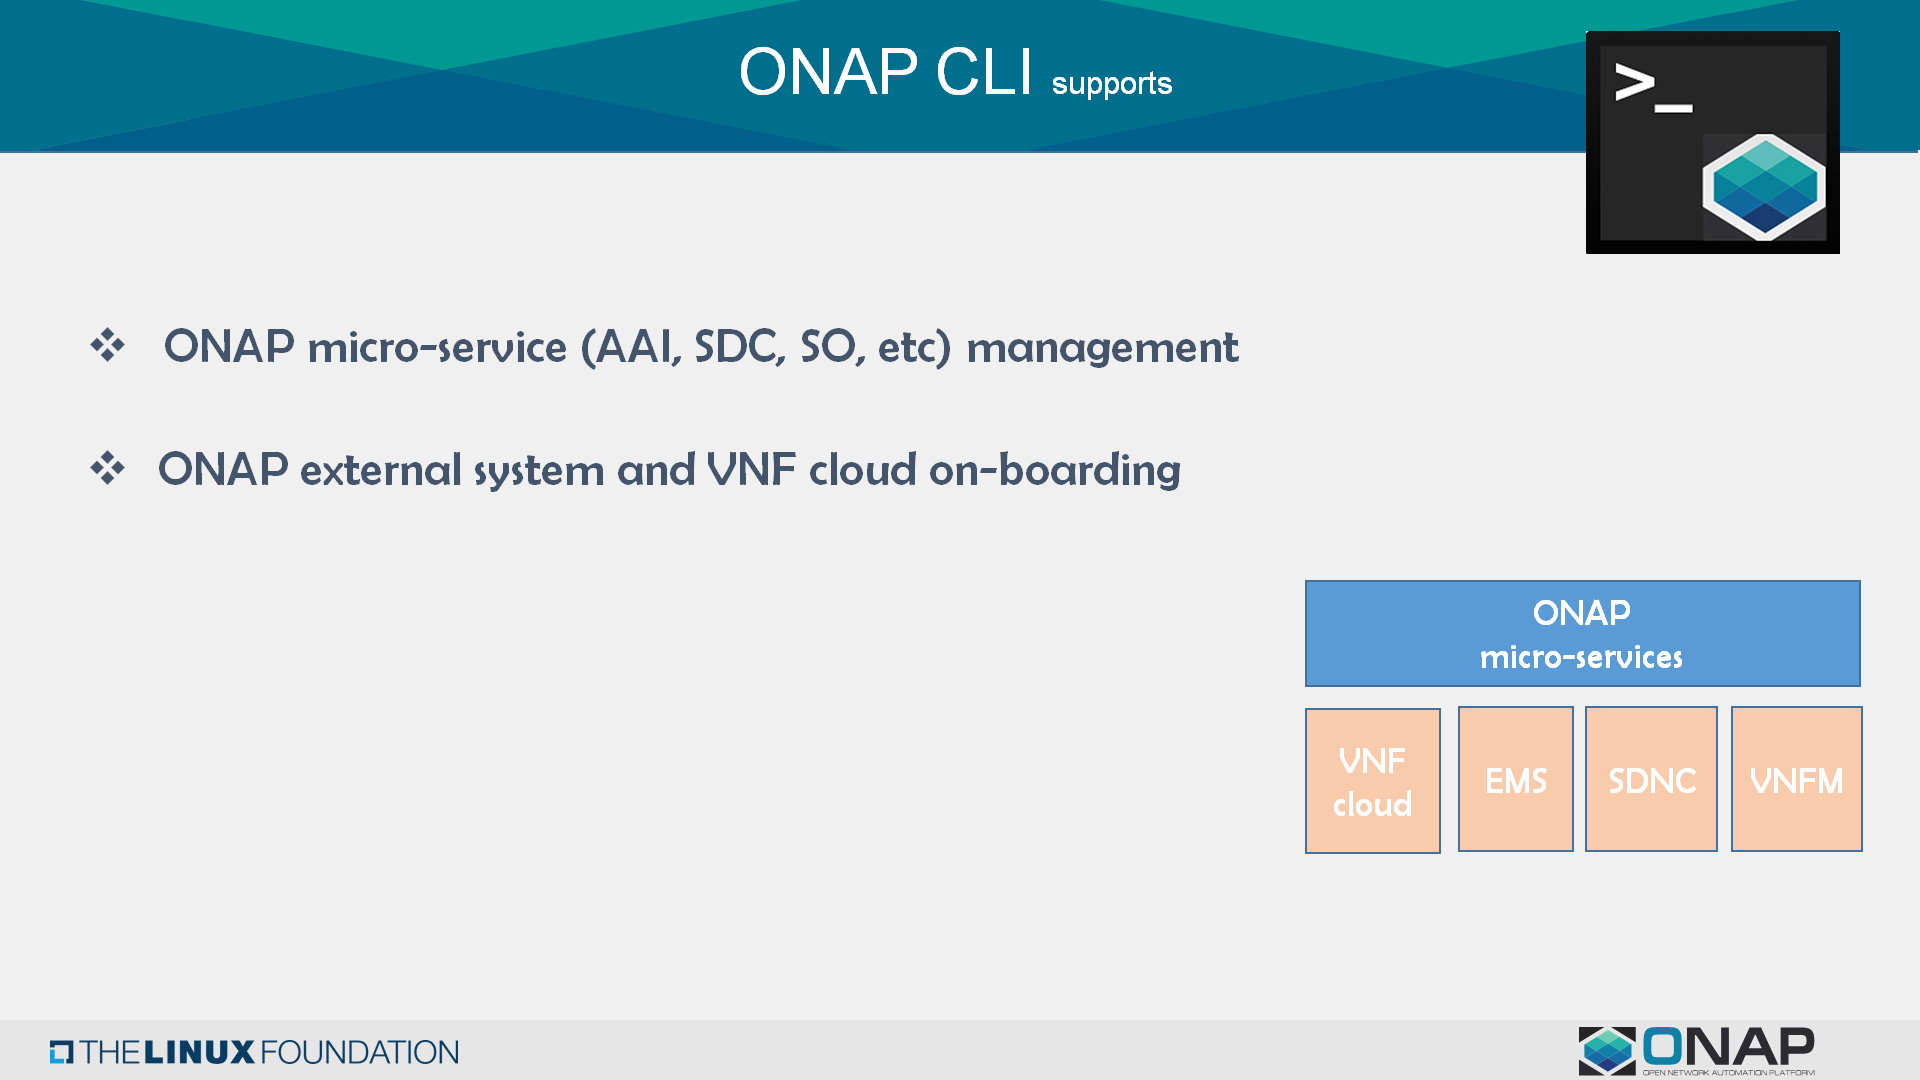 ONAP CLI supports
>_
❖ ONAP micro-service (AAI, SDC, SO, etc) management
❖ ONAP external system and VNF cloud on-boarding
ONAP
micro-services
VNF
cloud
EMS
SDNC
VNFM
THE LINUX FOUNDATION
ONAP
OPEN NETWORK AUTOMATION PLATFORM